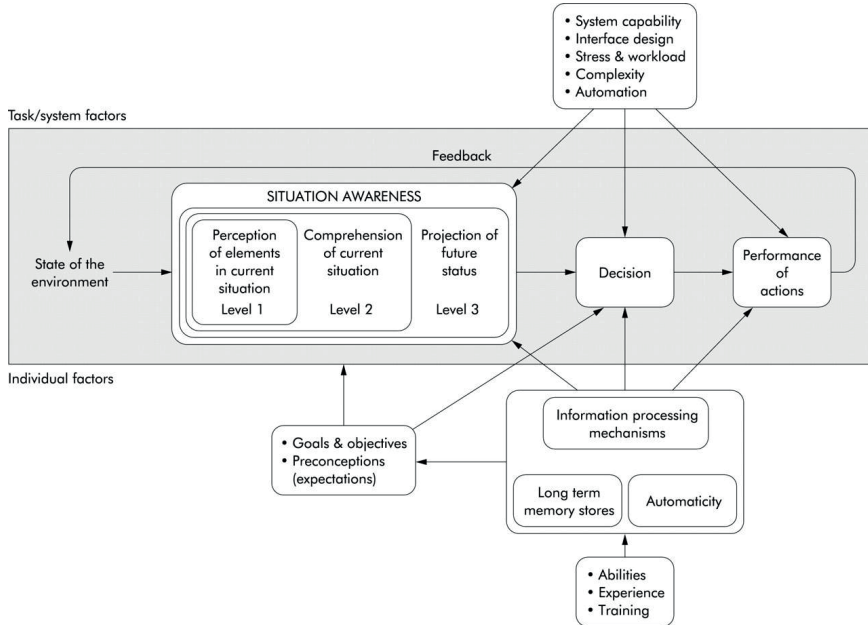 • System capability
• Interface design
• Stress & workload
• Complexity
• Automation
Task/system factors
Feedback
SITUATION AWARENESS
Perception
of elements
in current
situation
Level 1
Comprehension
of current
situation
Level 2
Projection of
future
status
Level 3
State of the
environment
Decision
Performance
of
actions
Individual factors
• Goals & objectives
• Preconceptions
(expectations)
Information processing
mechanisms
Long term
memory stores
Automaticity
• Abilities
• Experience
• Training